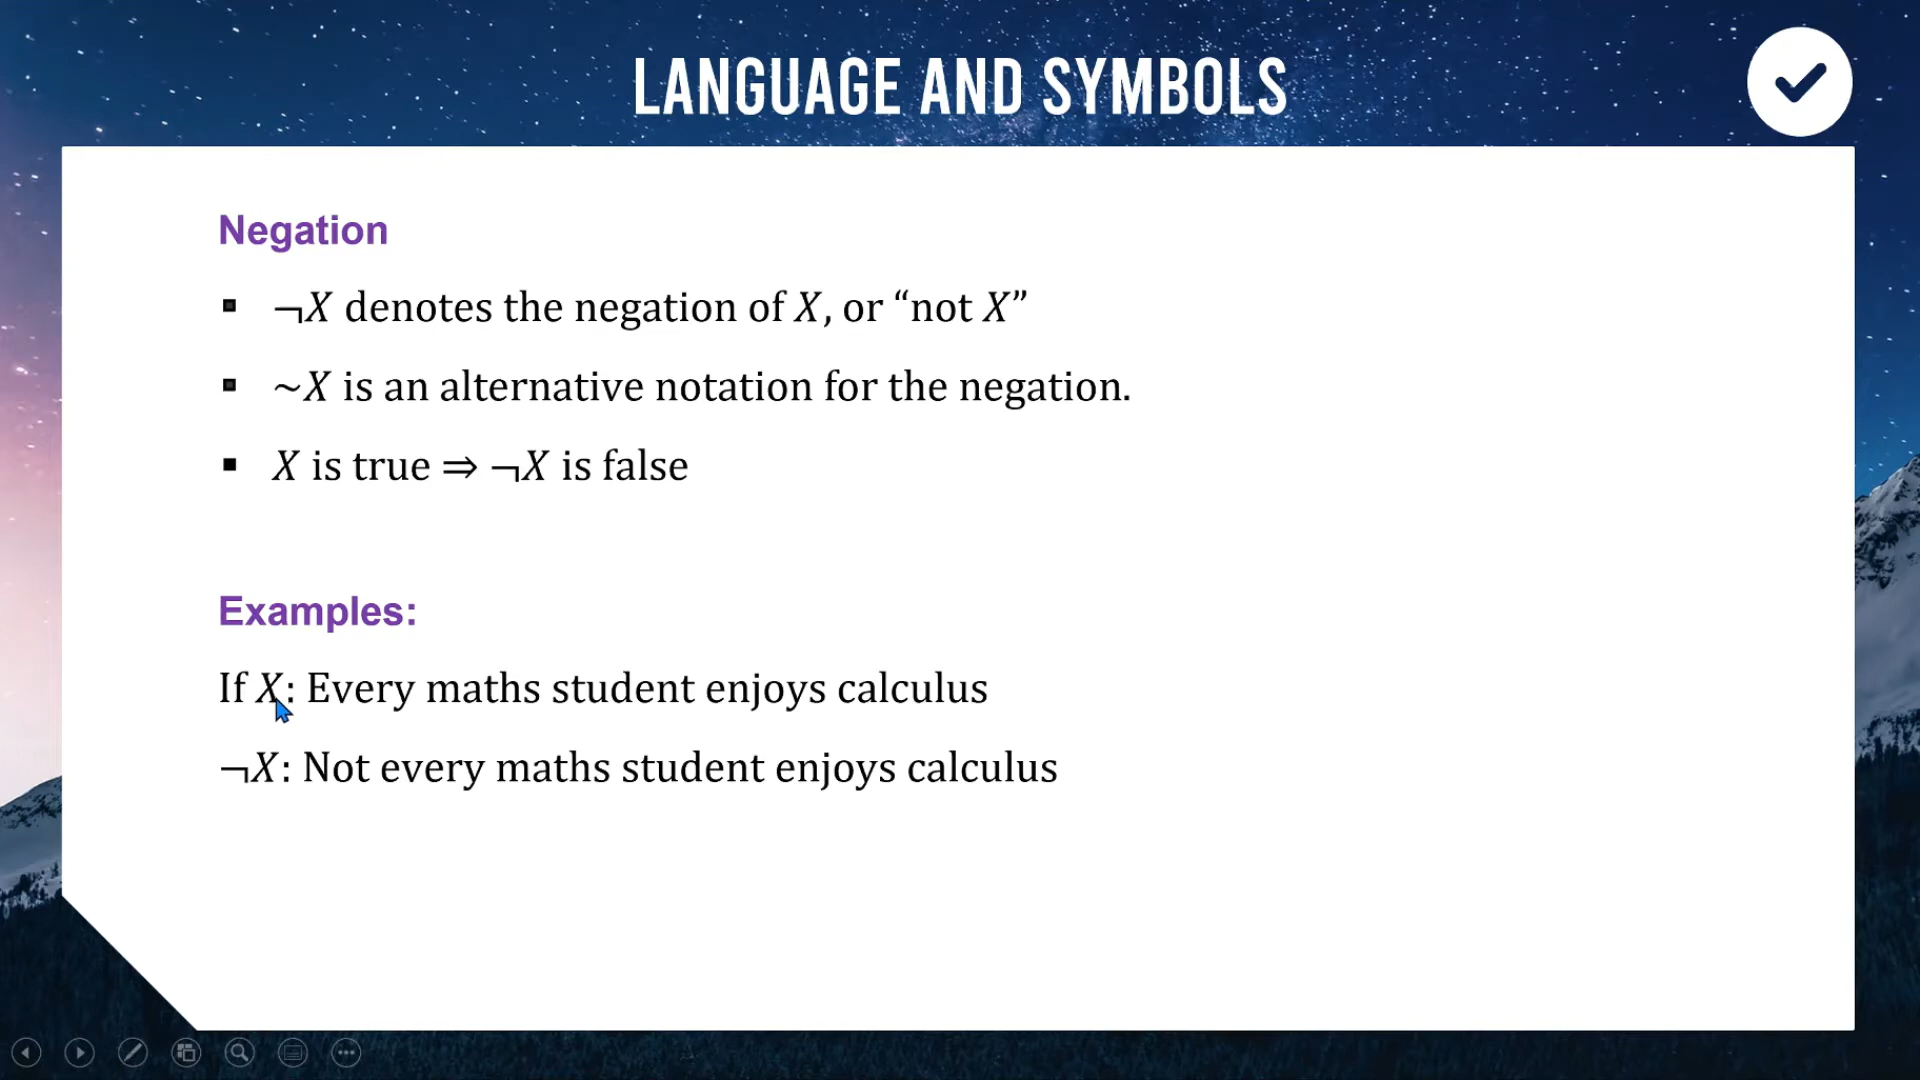 LANGUAGE AND SYMBOLS
Negation
▪ ¬X denotes the negation of X, or “not X”
▪ ~X is an alternative notation for the negation.
▪ X is true ⇒ ¬X is false
Examples:
If X: Every maths student enjoys calculus
¬X: Not every maths student enjoys calculus